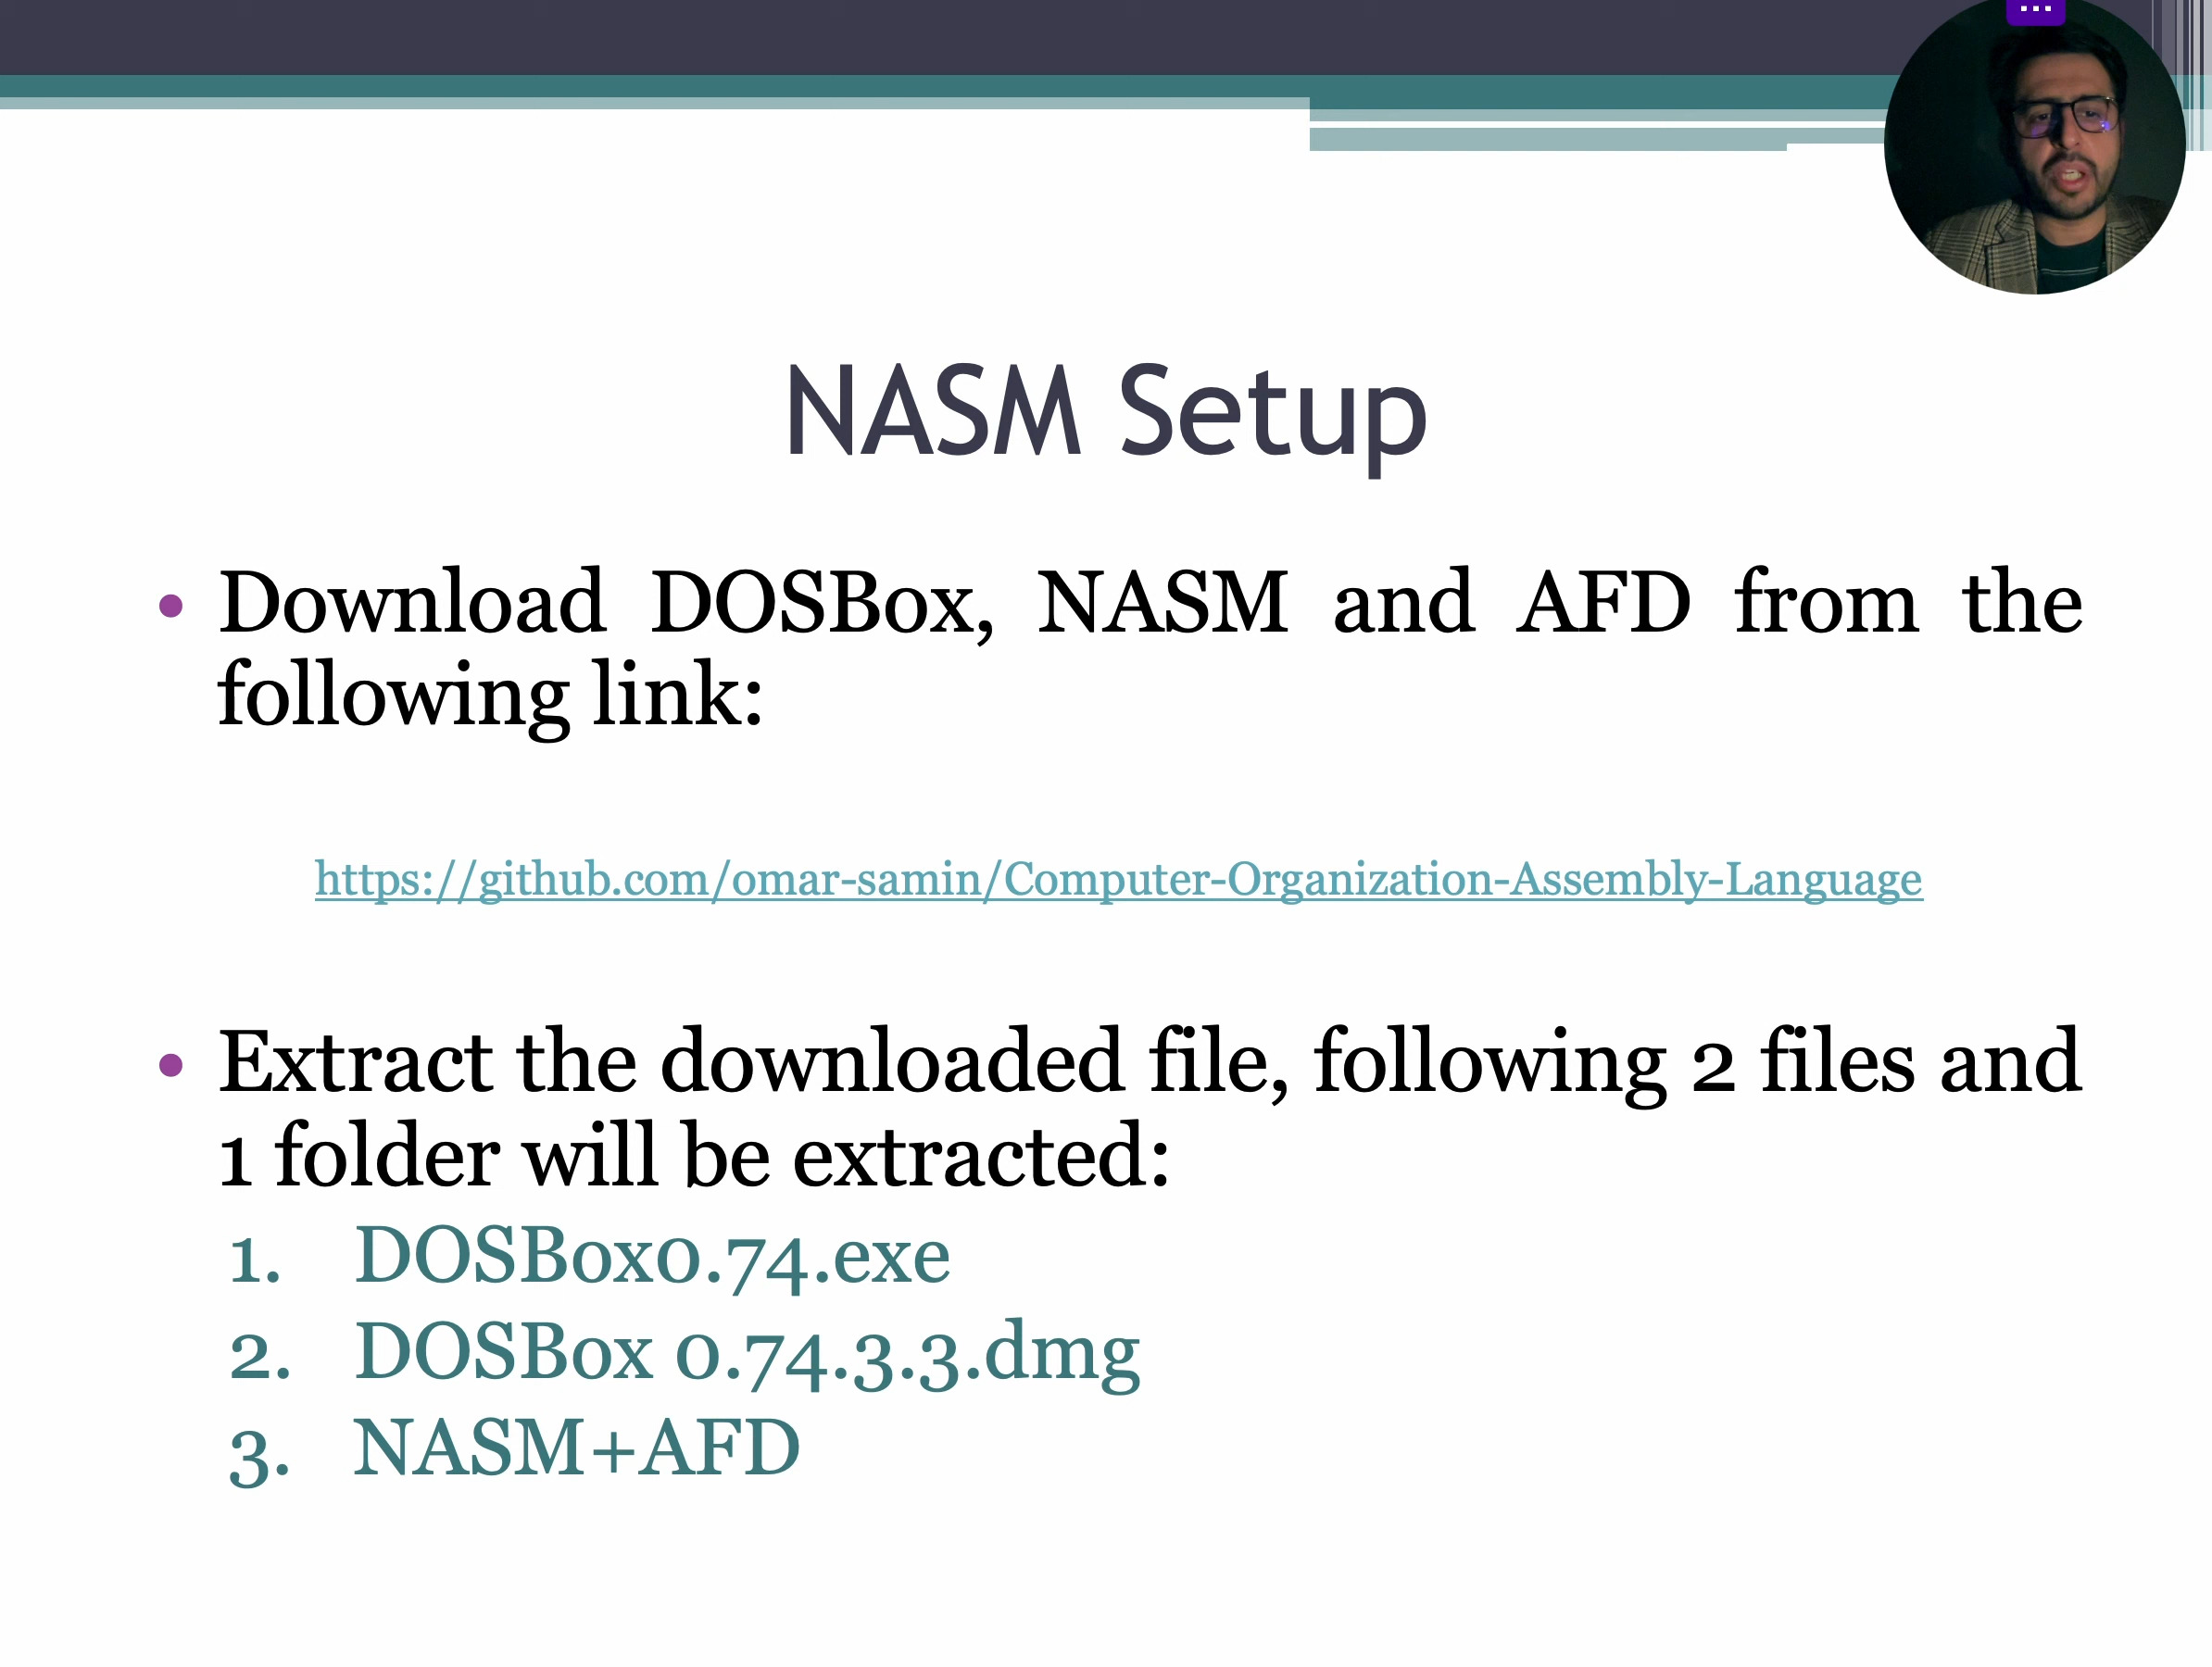 NASM Setup
• Download DOSBox, NASM and AFD from the
following link:
https://github.com/omar-samin/Computer-Organization-Assembly-Language
• Extract the downloaded file, following 2 files and
1 folder will be extracted:
1. DOSBox0.74.exe
2. DOSBox 0.74.3.3.dmg
3. NASM+AFD